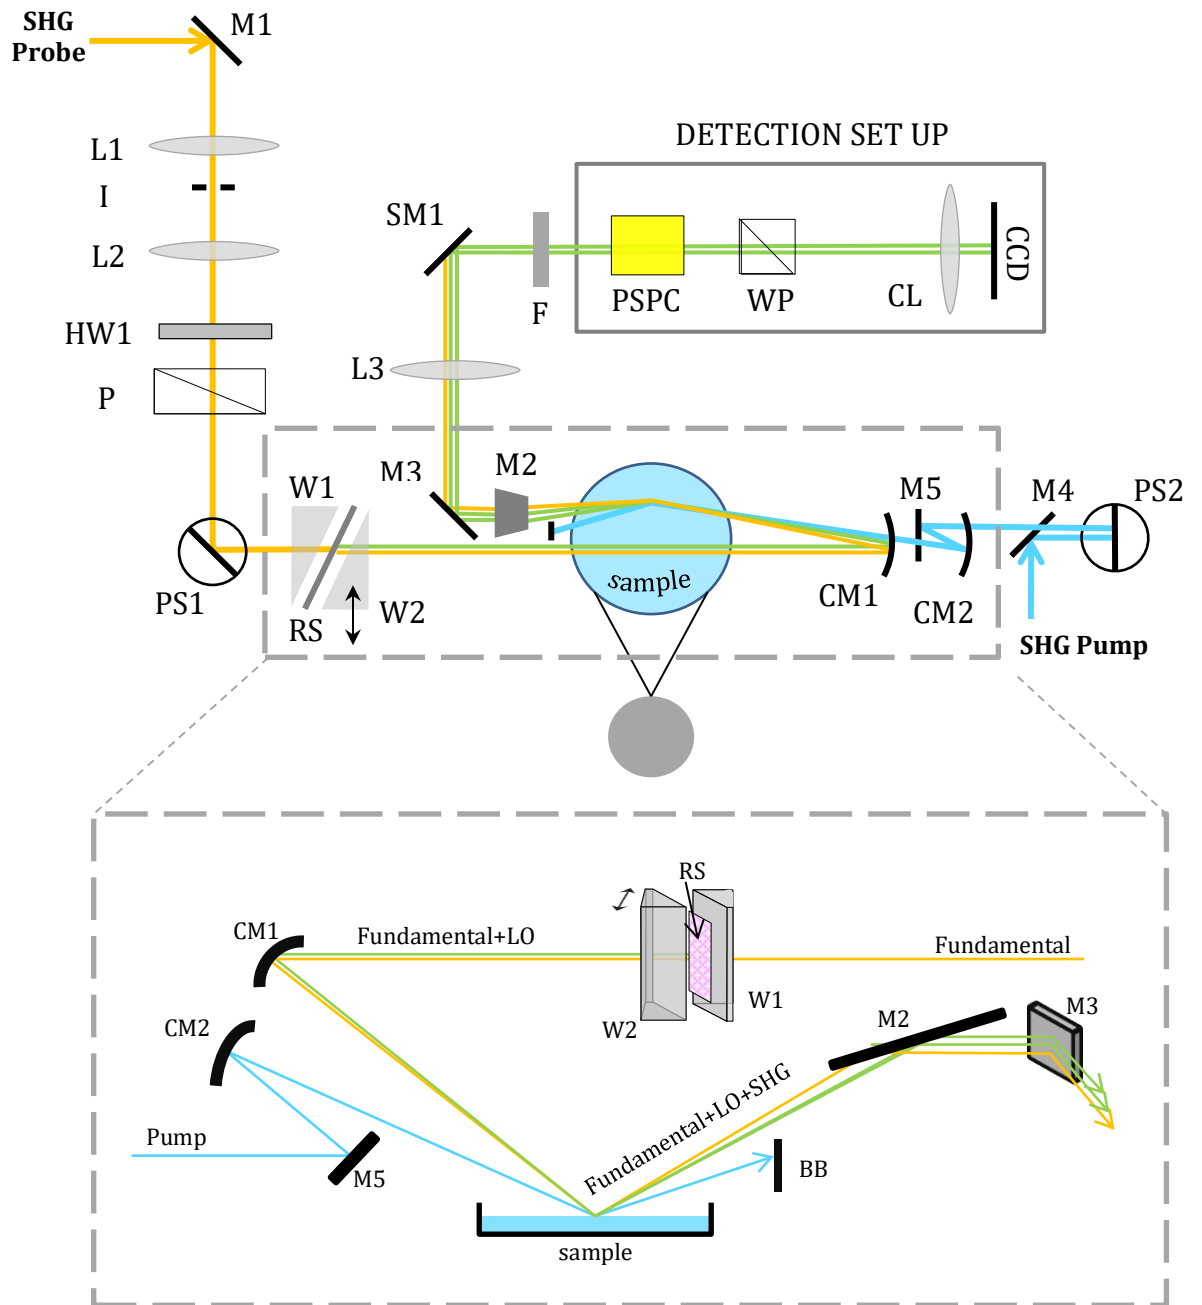 SHG
Probe
M1
L1
I
L2
HW1
P
PS1
DETECTION SET UP
SM1
F
PSPC
WP
CL
CCD
L3
M3
M2
W1
RS
W2
sample
CM1
M5
CM2
M4
PS2
SHG Pump
RS
CM1
Fundamental+LO
Fundamental
W1
W2
CM2
M2
M3
Fundamental+LO+SHG
Pump
M5
BB
sample